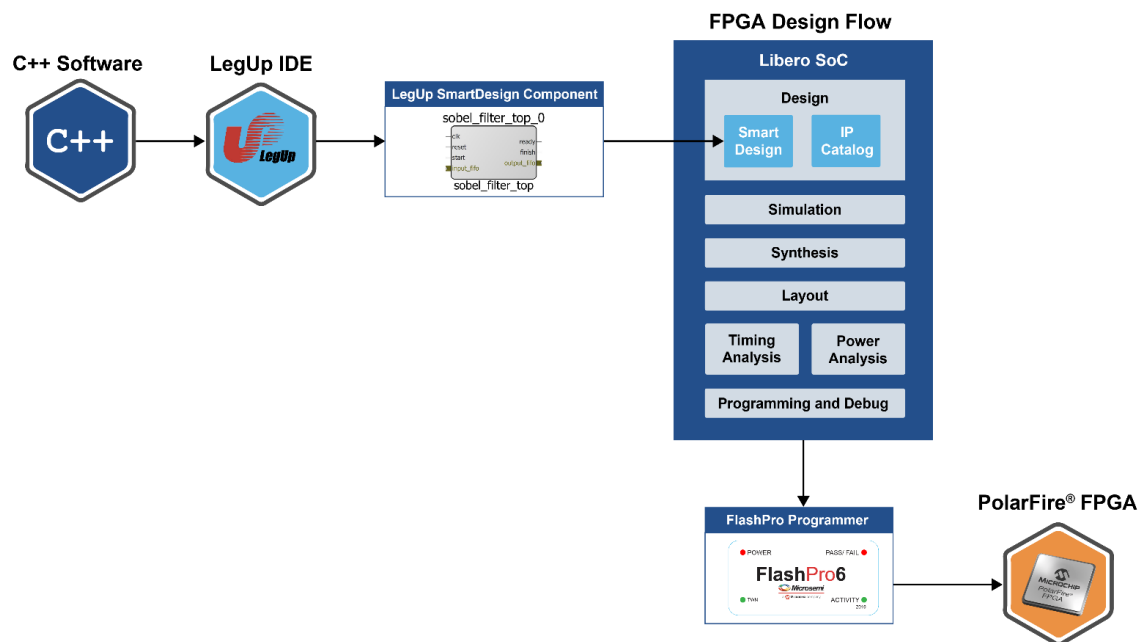 FPGA Design Flow
C++ Software
LegUp IDE
Libero SoC
C++
LegUp
LegUp SmartDesign Component
sobel_filter_top_0
clk
reset
start
input_fifo
ready
finish
output_fifo
sobel_filter_top
Design
Smart
Design
IP
Catalog
Simulation
Synthesis
Layout
Timing
Analysis
Power
Analysis
Programming and Debug
FlashPro Programmer
POWER
PASS/ FAIL
FlashPro6
Microsemi
ACTIVITY
PolarFire® FPGA
MICROCHIP
PolarFire®
FPGA